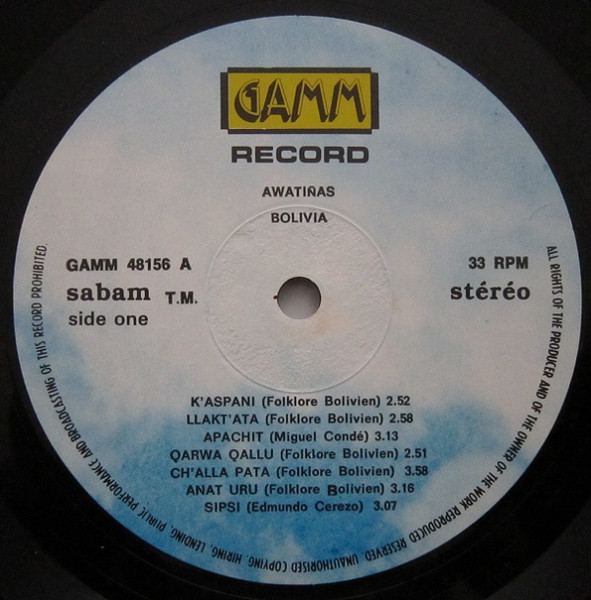 GAMM
RECORD
AWATIÑAS
BOLIVIA
GAMM 48156 A
sabam T.M.
side one
33 RPM
stéréo
K'ASPANI (Folklore Bolivien) 2.52
LLAKT'ATA (Folklore Bolivien) 2.58
APACHIT (Miguel Condé) 3.13
QARWA QALLU (Folklore Bolivien) 2.51
CH'ALLA PATA (Folklore Bolivien) 3.58
ANAT URU (Folklore Bolivien) 3.16
SIPSI (Edmundo Cerezo) 3.07
ALL RIGHTS OF THE PRODUCER AND OF THE OWNER OF THE WORK REPRODUCED RESERVED. UNAUTHORISED COPYING, HIRING, LENDING, PUBLIC PERFORMANCE AND BROADCASTING OF THIS RECORD PROHIBITED.